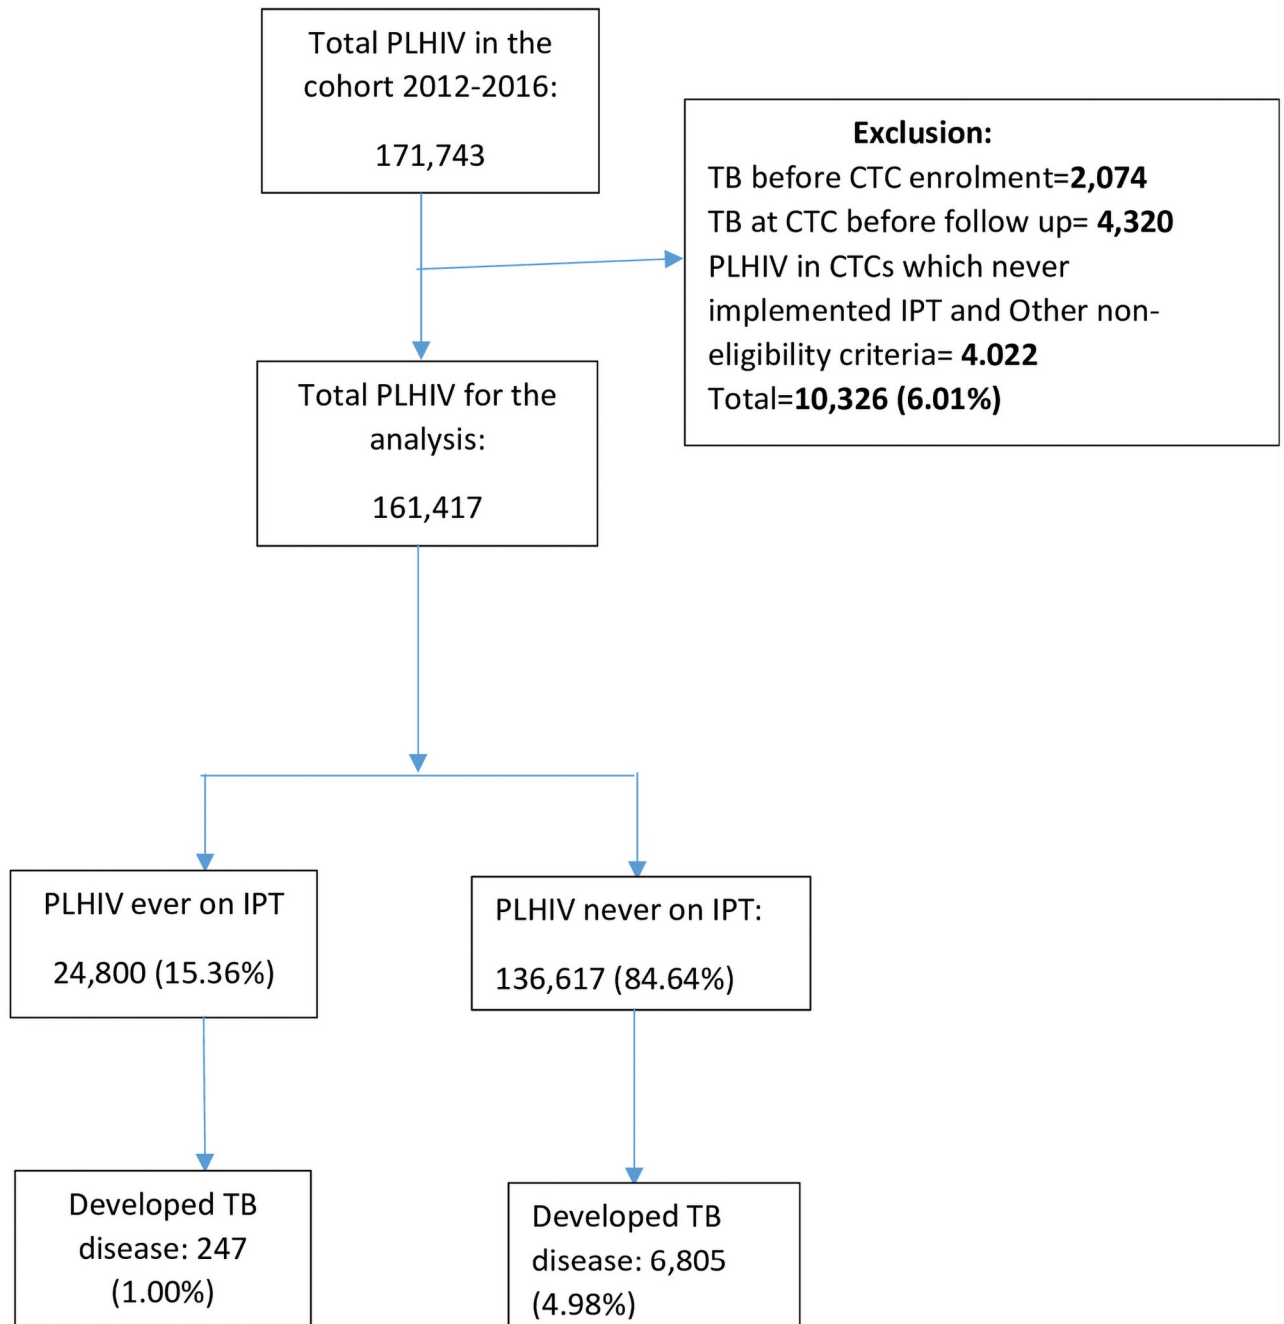 Total PLHIV in the
cohort 2012-2016:
171,743
Exclusion:
TB before CTC enrolment=2,074
TB at CTC before follow up= 4,320
PLHIV in CTCs which never
implemented IPT and Other non-
eligibility criteria= 4.022
Total=10,326 (6.01%)
Total PLHIV for the
analysis:
161,417
PLHIV ever on IPT
24,800 (15.36%)
PLHIV never on IPT:
136,617 (84.64%)
Developed TB
disease: 247
(1.00%)
Developed TB
disease: 6,805
(4.98%)